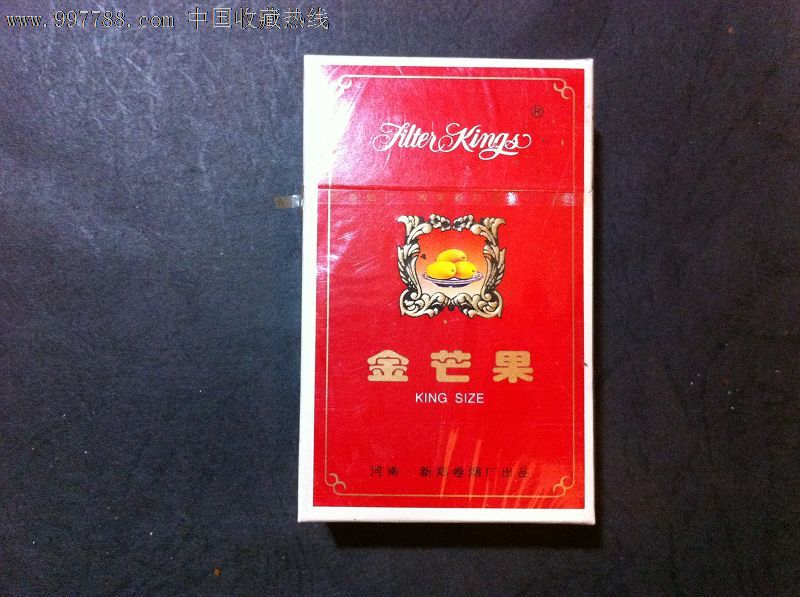 www.997788.com 中国收藏热线
Filter Kings
®
金芒果
KING SIZE
河南 新郑卷烟厂出品